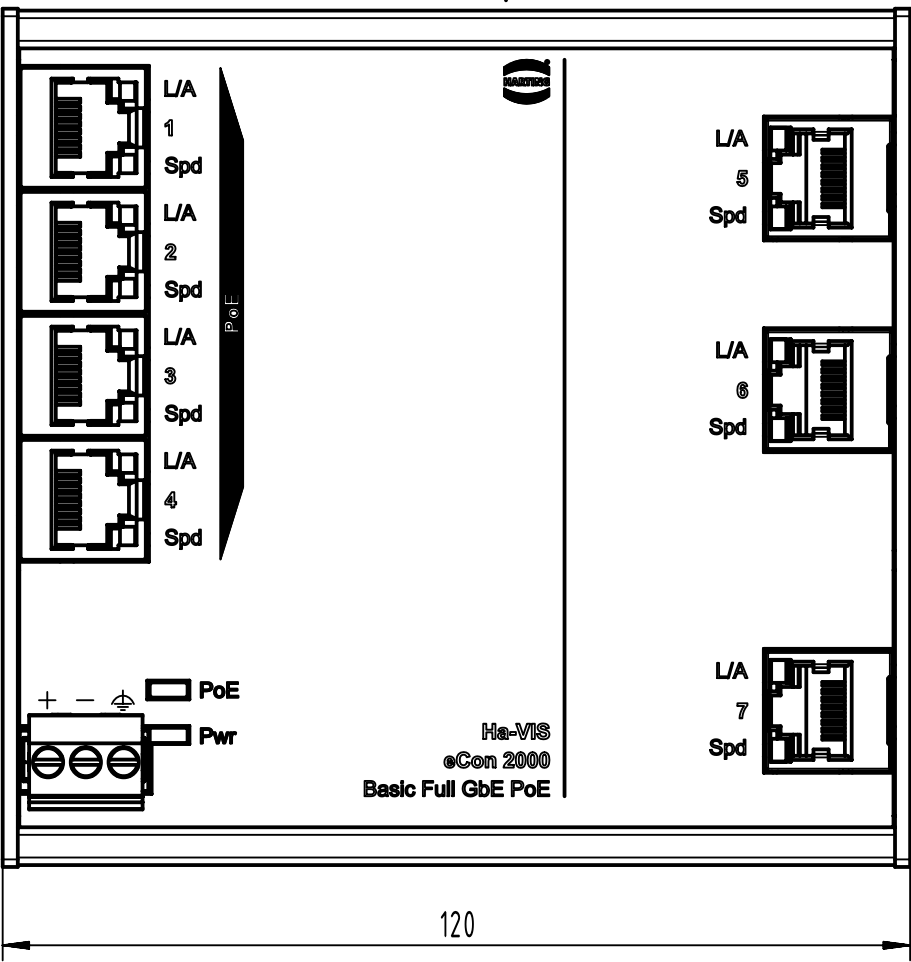 HARTING
L/A
1
Spd
L/A
2
Spd
L/A
3
Spd
L/A
4
Spd
PoE
L/A
5
Spd
L/A
6
Spd
L/A
7
Spd
+ −
PoE
Pwr
Ha-VIS
eCon 2000
Basic Full GbE PoE
120